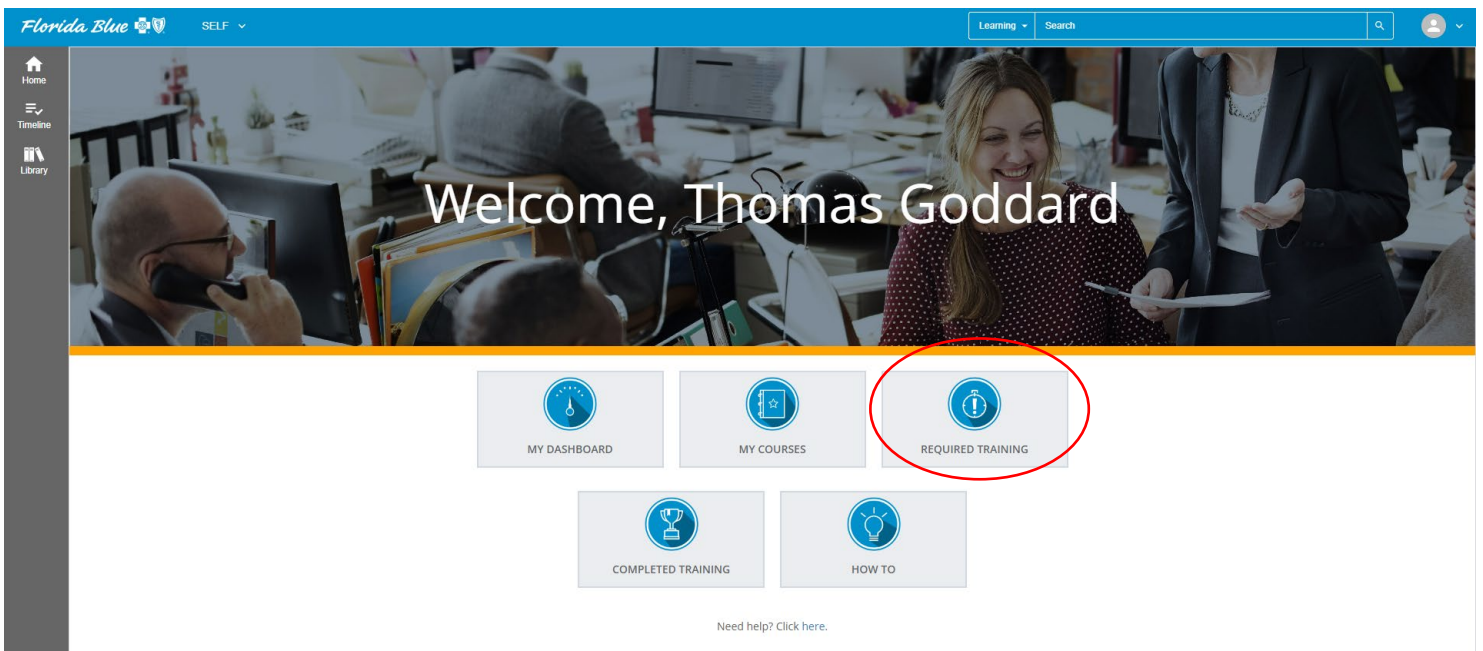 Florida Blue
SELF
Learning
Search
Home
Timeline
Library
Welcome, Thomas Goddard
MY DASHBOARD
MY COURSES
REQUIRED TRAINING
COMPLETED TRAINING
HOW TO
Need help? Click here.